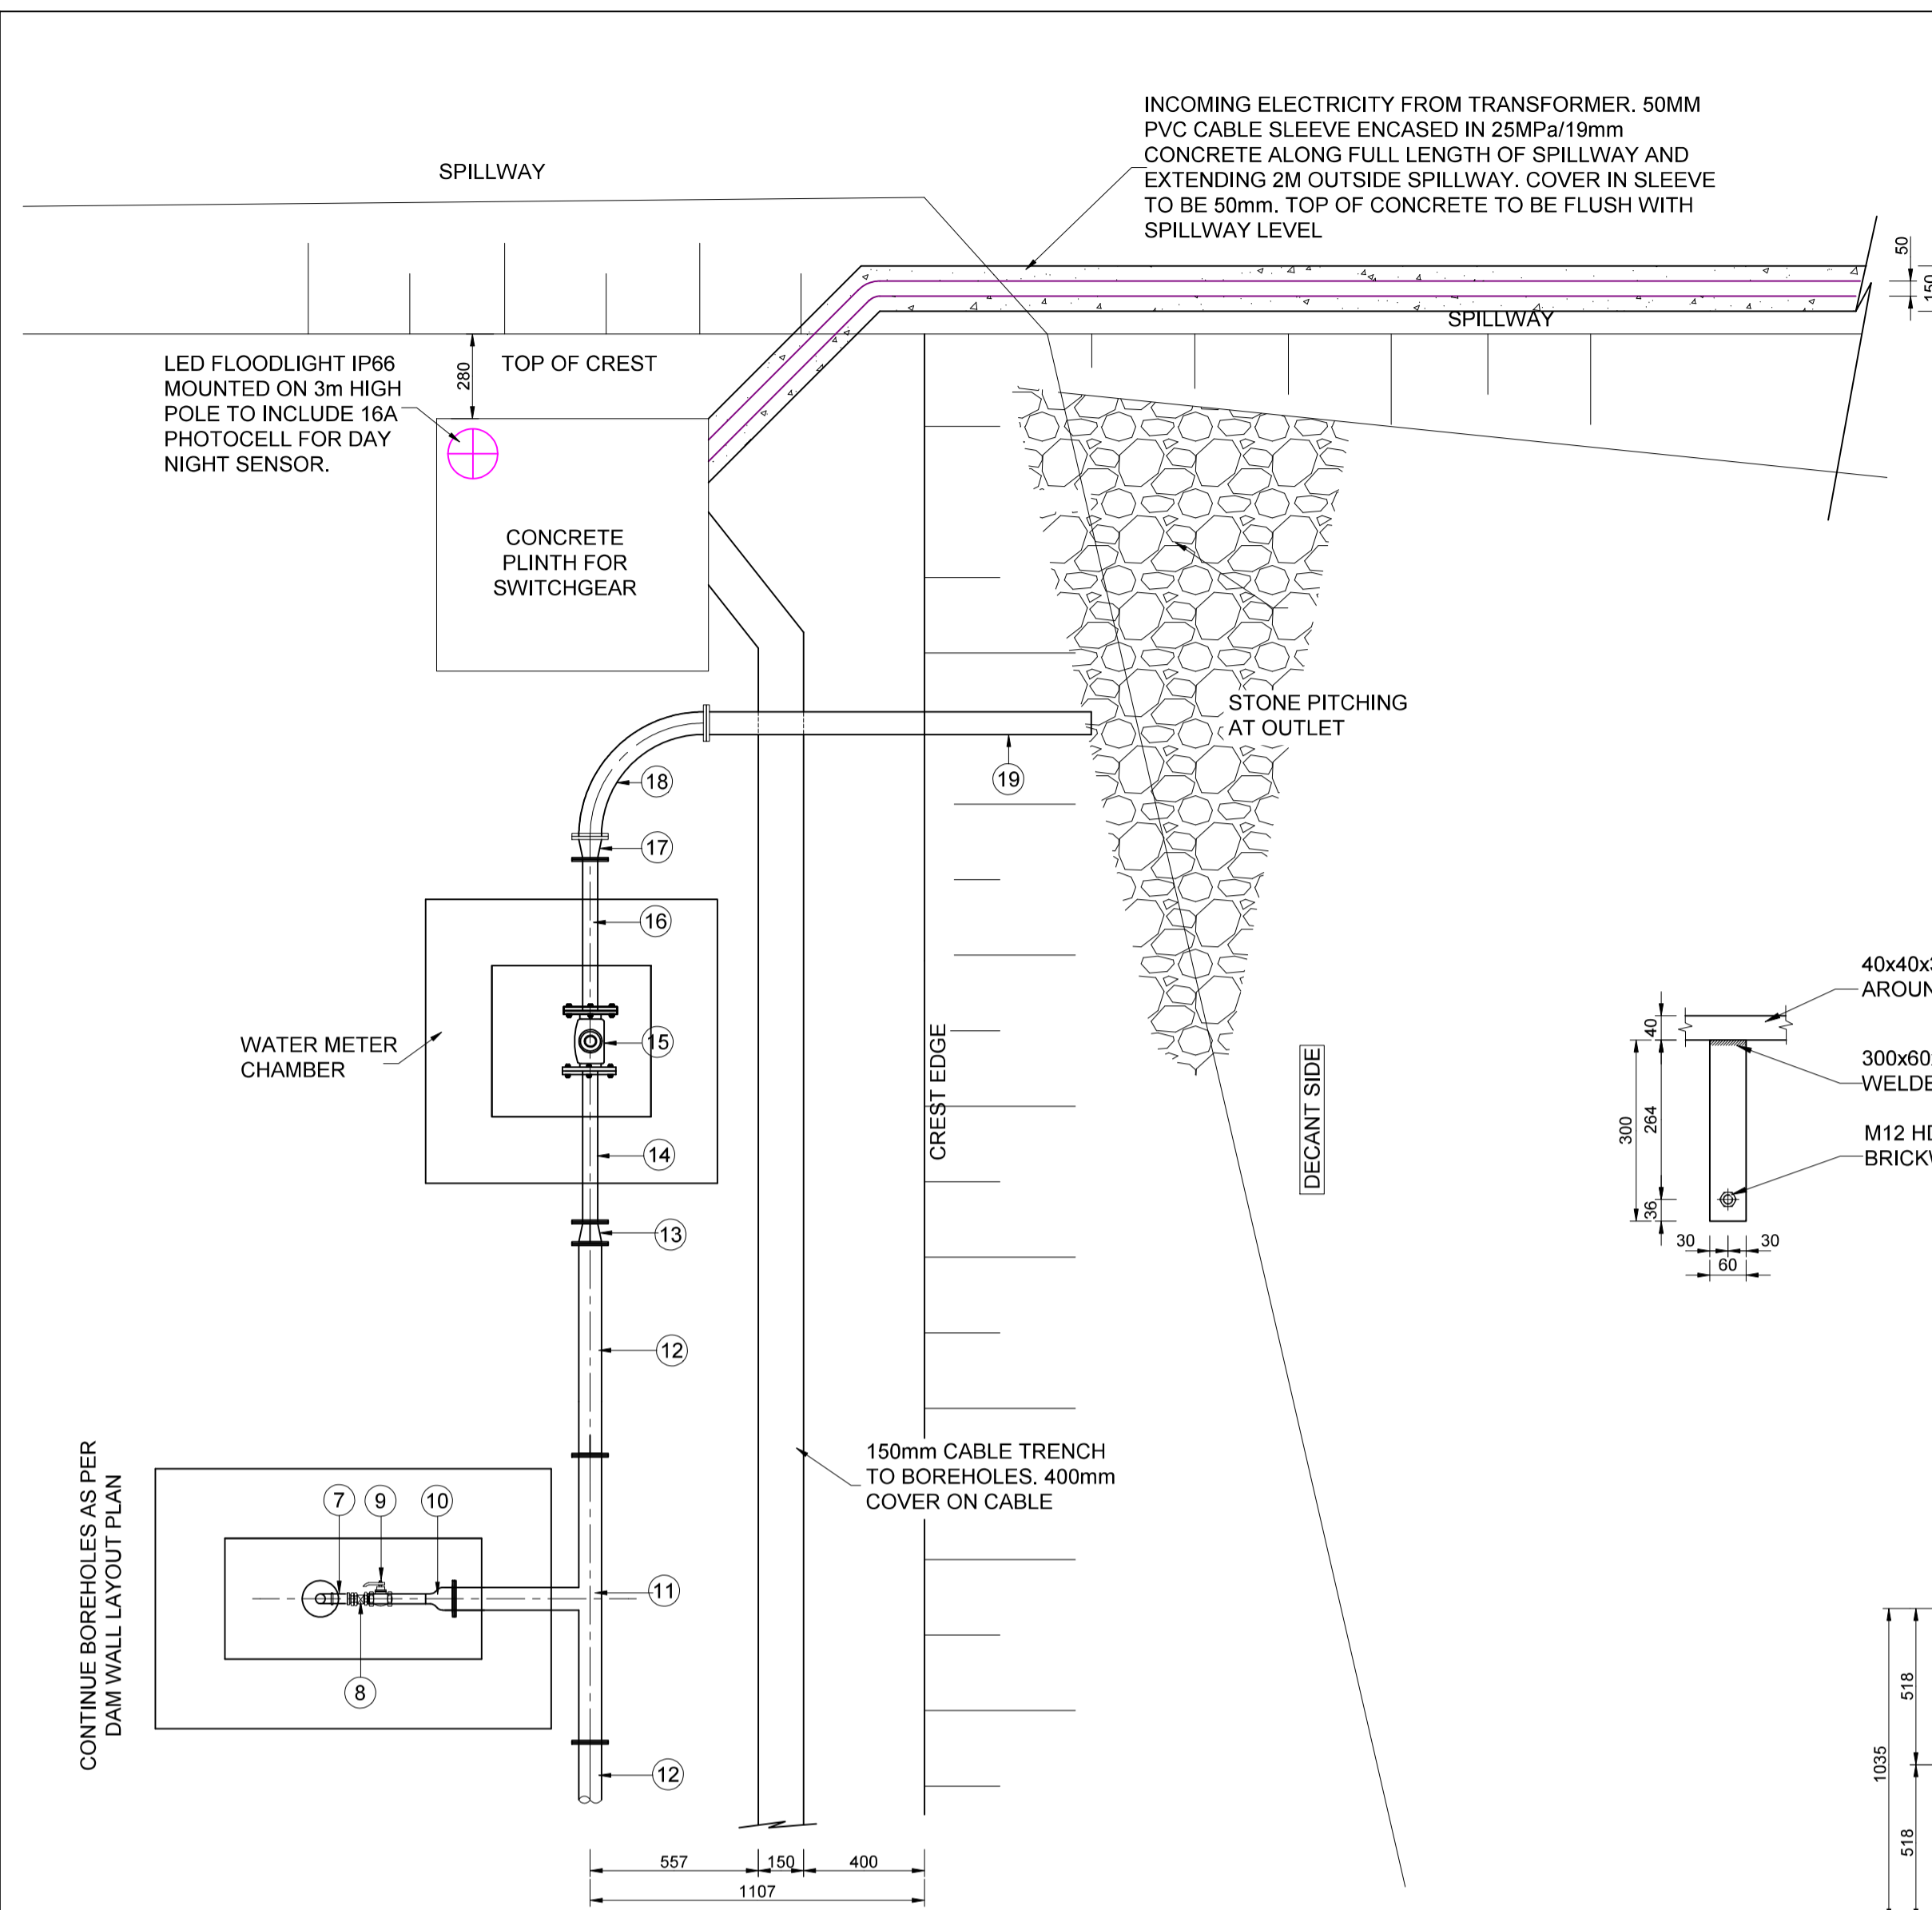 INCOMING ELECTRICITY FROM TRANSFORMER. 50MM
PVC CABLE SLEEVE ENCASED IN 25MPa/19mm
CONCRETE ALONG FULL LENGTH OF SPILLWAY AND
EXTENDING 2M OUTSIDE SPILLWAY. COVER IN SLEEVE
TO BE 50mm. TOP OF CONCRETE TO BE FLUSH WITH
SPILLWAY LEVEL
SPILLWAY
50
150
SPILLWAY
LED FLOODLIGHT IP66
MOUNTED ON 3m HIGH
POLE TO INCLUDE 16A
PHOTOCELL FOR DAY
NIGHT SENSOR.
280
TOP OF CREST
CONCRETE
PLINTH FOR
SWITCHGEAR
STONE PITCHING
AT OUTLET
19
18
17
16
WATER METER
CHAMBER
15
14
13
12
CREST EDGE
DECANT SIDE
40x40x3
AROUN
300x60
WELDE
M12 HD
BRICKW
40
300
264
36
30
30
60
150mm CABLE TRENCH
TO BOREHOLES. 400mm
COVER ON CABLE
CONTINUE BOREHOLES AS PER
DAM WALL LAYOUT PLAN
7
9
10
11
8
12
557
150
400
1107
1035
518
518